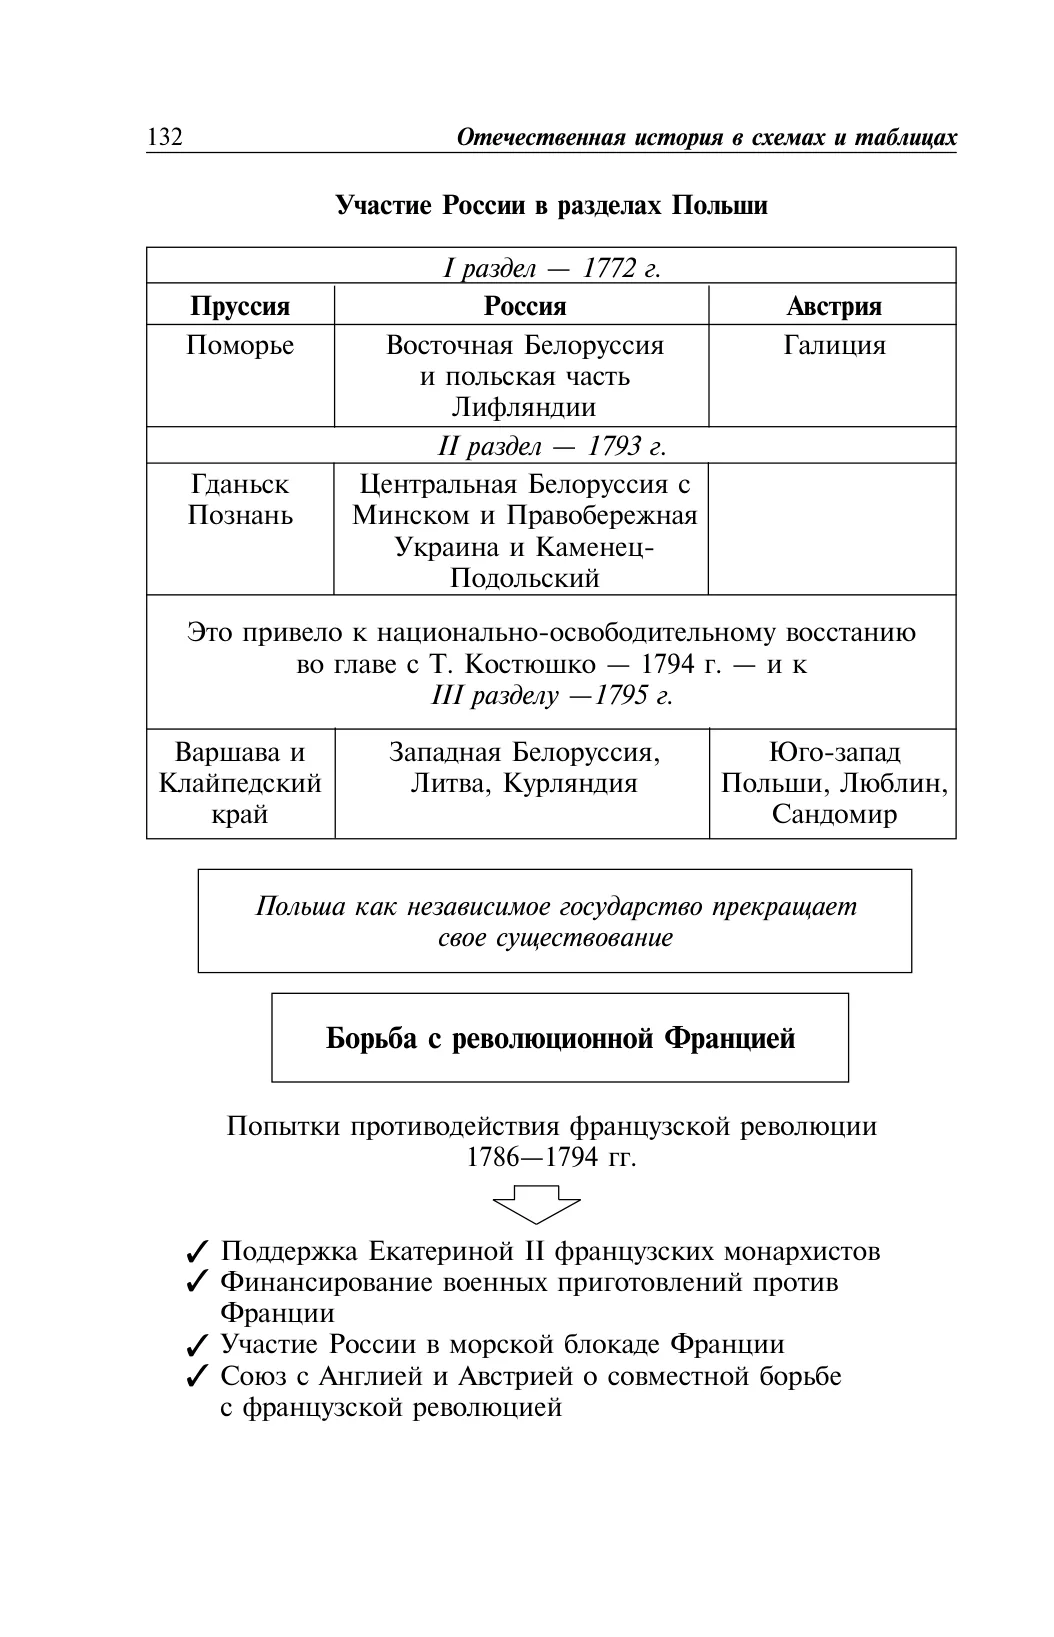 132
Отечественная история в схемах и таблицах
Участие России в разделах Польши
I раздел — 1772 г.
Пруссия
Россия
Австрия
Поморье
Восточная Белоруссия
и польская часть
Лифляндии
Галиция
II раздел — 1793 г.
Гданьск
Познань
Центральная Белоруссия с
Минском и Правобережная
Украина и Каменец-
Подольский
Это привело к национально-освободительному восстанию
во главе с Т. Костюшко — 1794 г. — и к
III разделу —1795 г.
Варшава и
Клайпедский
край
Западная Белоруссия,
Литва, Курляндия
Юго-запад
Польши, Люблин,
Сандомир
Польша как независимое государство прекращает
свое существование
Борьба с революционной Францией
Попытки противодействия французской революции
1786—1794 гг.
✓ Поддержка Екатериной II французских монархистов
✓ Финансирование военных приготовлений против
Франции
✓ Участие России в морской блокаде Франции
✓ Союз с Англией и Австрией о совместной борьбе
с французской революцией